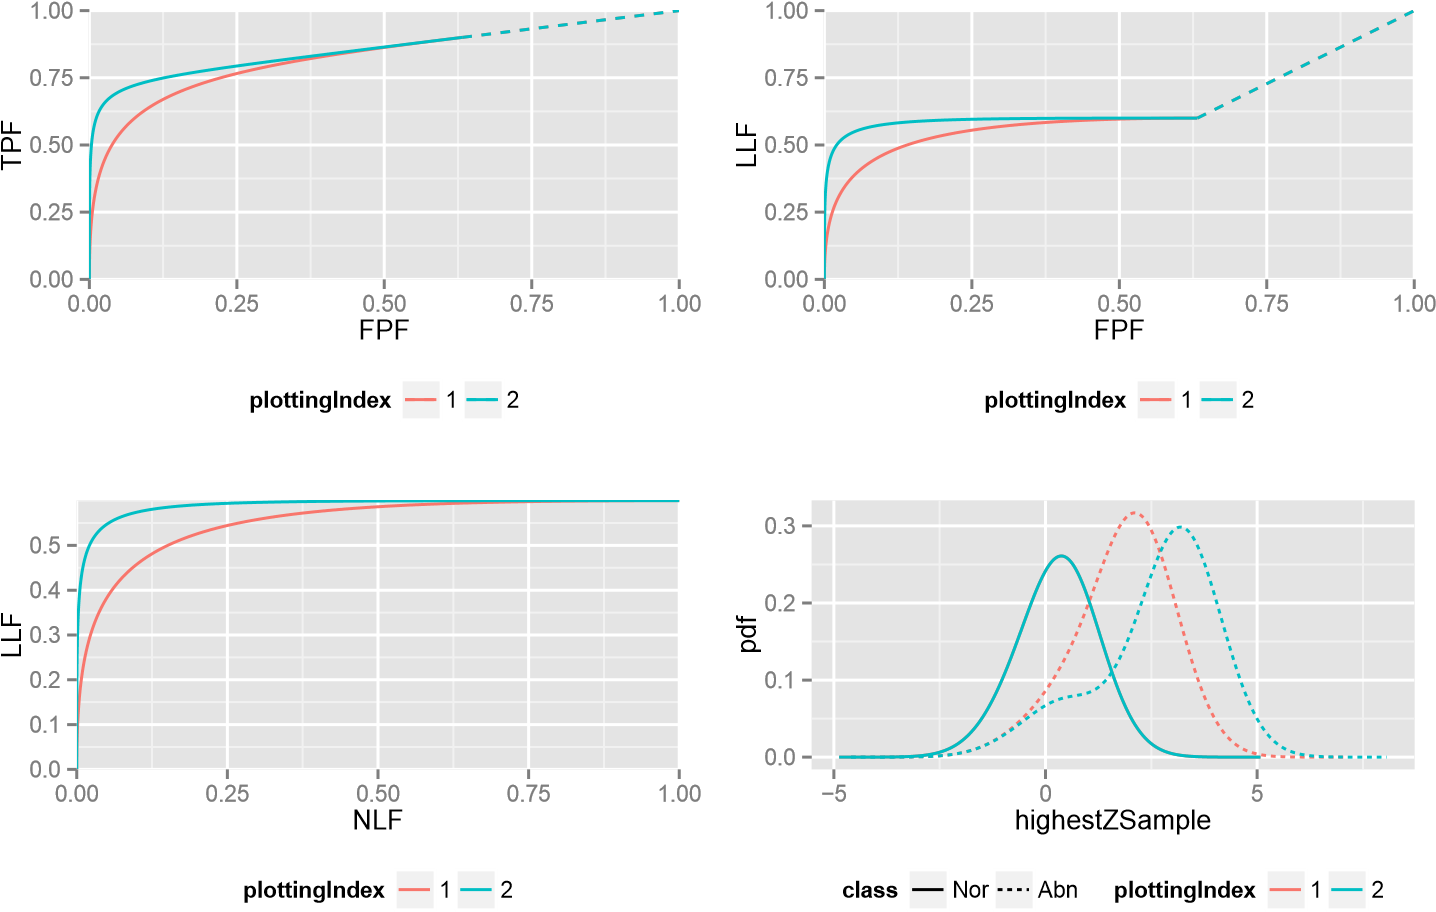 TPF
1.00
0.75
0.50
0.25
0.00
0.00 0.25 0.50 0.75 1.00
FPF
plottingIndex 1 2
LLF
1.00
0.75
0.50
0.25
0.00
0.00 0.25 0.50 0.75 1.00
FPF
plottingIndex 1 2
LLF
0.5
0.4
0.3
0.2
0.1
0.0
0.00 0.25 0.50 0.75 1.00
NLF
plottingIndex 1 2
pdf
0.3
0.2
0.1
0.0
−5 0 5
highestZSample
class Nor Abn plottingIndex 1 2